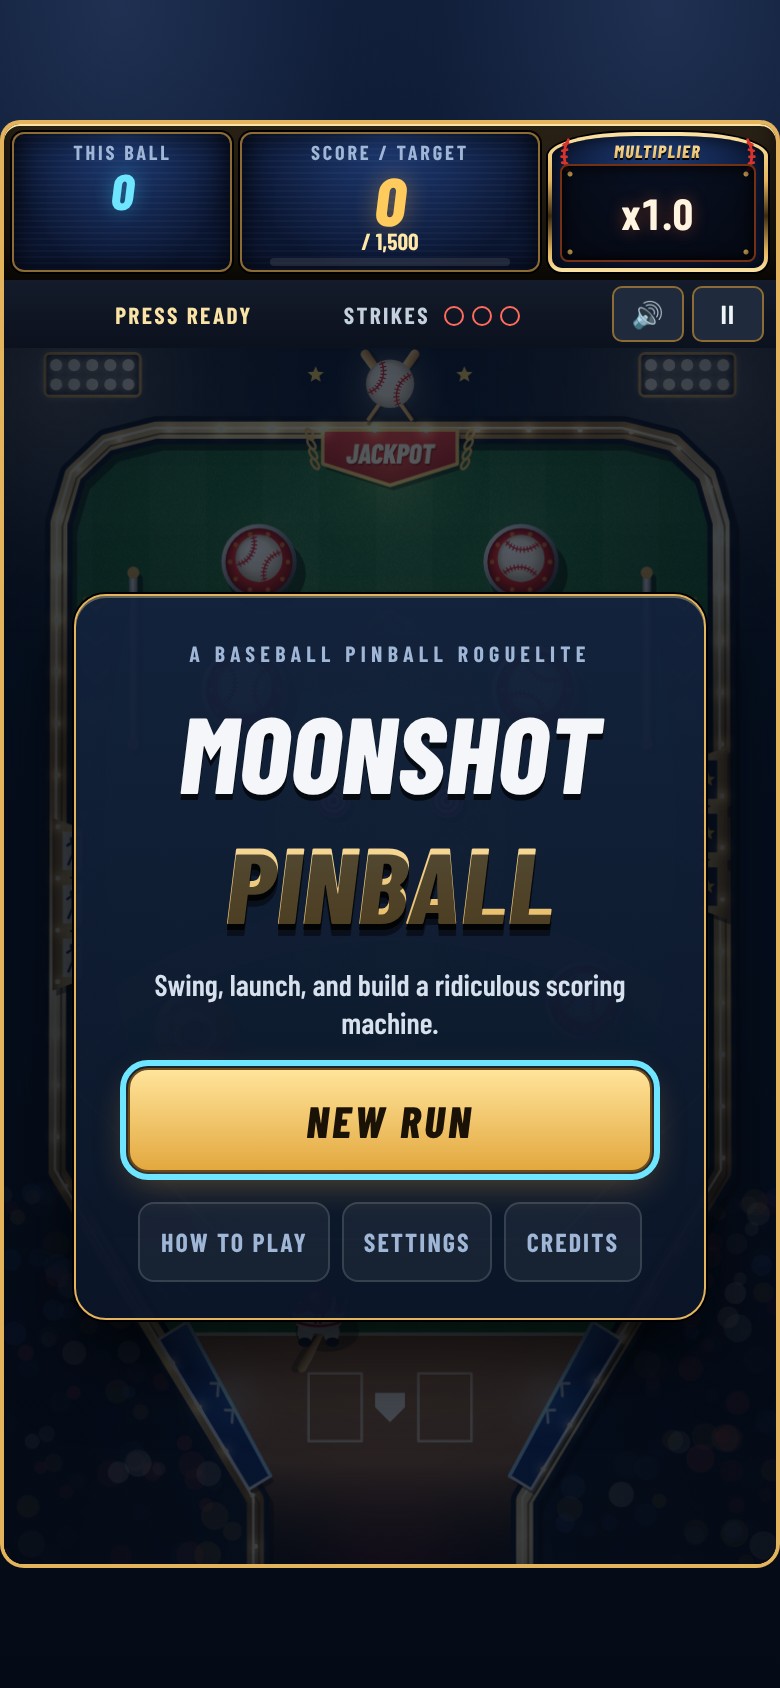 THIS BALL
0
SCORE / TARGET
0
/ 1,500
MULTIPLIER
x1.0
PRESS READY
STRIKES
JACKPOT
A BASEBALL PINBALL ROGUELITE
MOONSHOT
PINBALL
Swing, launch, and build a ridiculous scoring
machine.
NEW RUN
HOW TO PLAY
SETTINGS
CREDITS